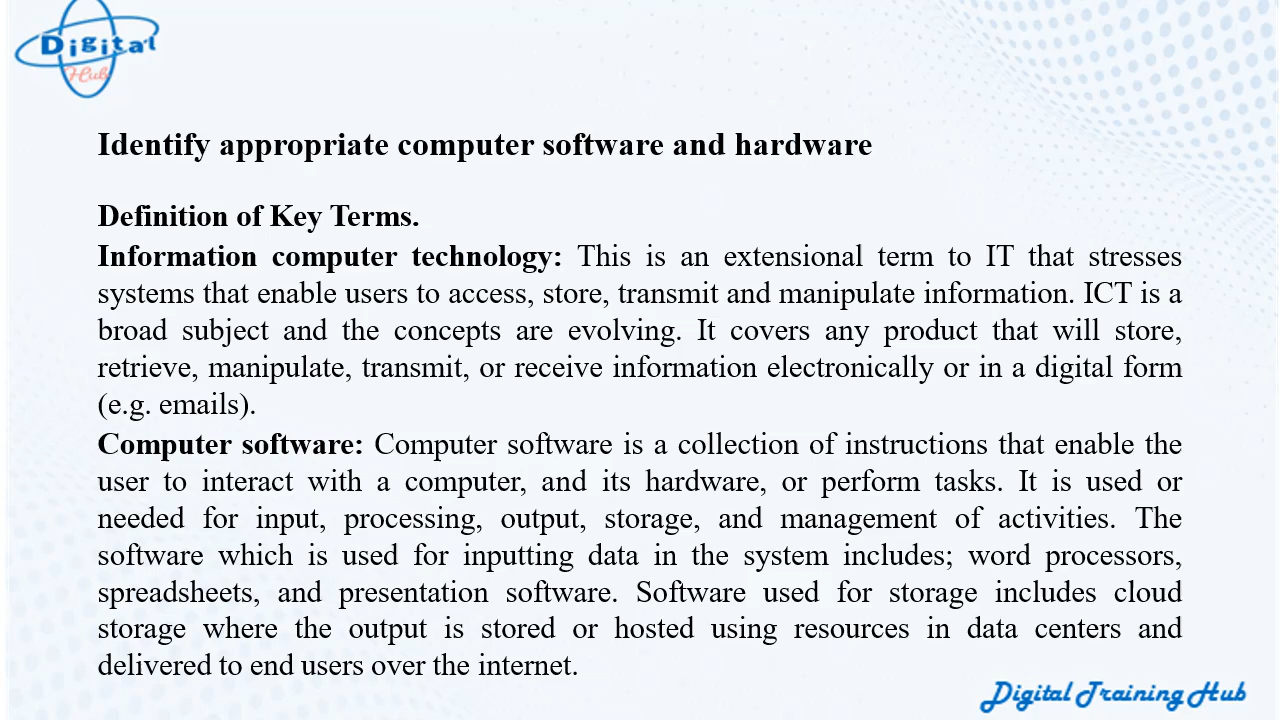 Digital
Hub
Identify appropriate computer software and hardware
Definition of Key Terms.
Information computer technology: This is an extensional term to IT that stresses
systems that enable users to access, store, transmit and manipulate information. ICT is a
broad subject and the concepts are evolving. It covers any product that will store,
retrieve, manipulate, transmit, or receive information electronically or in a digital form
(e.g. emails).
Computer software: Computer software is a collection of instructions that enable the
user to interact with a computer, and its hardware, or perform tasks. It is used or
needed for input, processing, output, storage, and management of activities. The
software which is used for inputting data in the system includes; word processors,
spreadsheets, and presentation software. Software used for storage includes cloud
storage where the output is stored or hosted using resources in data centers and
delivered to end users over the internet.
Digital Training Hub